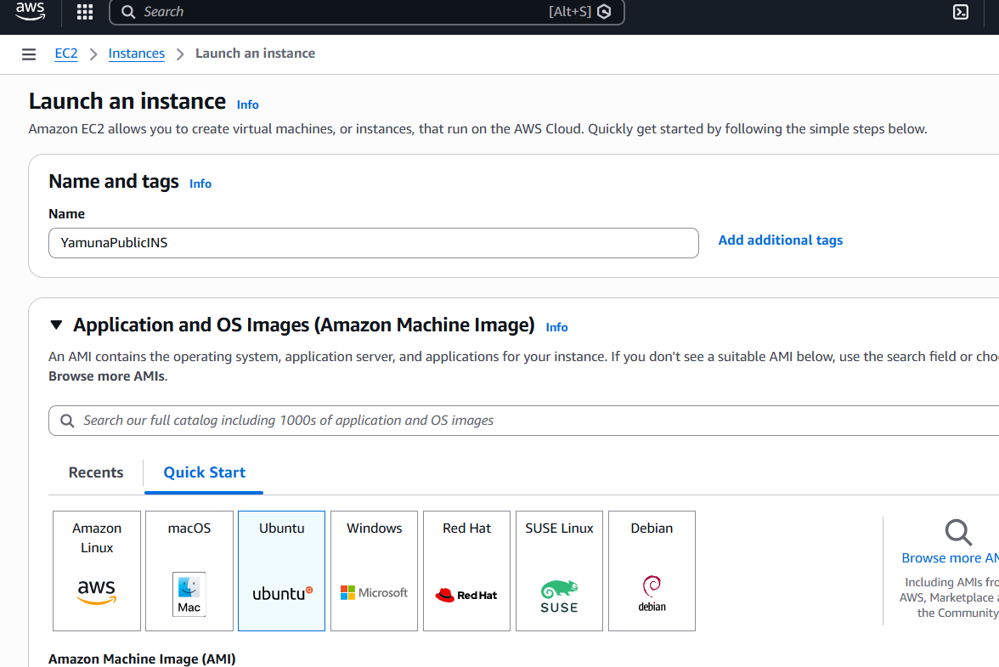 aws
Search [Alt+S]
EC2 Instances Launch an instance
Launch an instance Info
Amazon EC2 allows you to create virtual machines, or instances, that run on the AWS Cloud. Quickly get started by following the simple steps below.
Name and tags Info
Name
YamunaPublicINS
Add additional tags
Application and OS Images (Amazon Machine Image) Info
An AMI contains the operating system, application server, and applications for your instance. If you don't see a suitable AMI below, use the search field or
Browse more AMIs.
Search our full catalog including 1000s of application and OS images
Recents
Quick Start
Amazon
Linux
aws
macOS
Mac
Ubuntu
ubuntu
Windows
Microsoft
Red Hat
Red Hat
SUSE Linux
SUSE
Debian
debian
Browse more
Including AMIs
AWS, Marketplace
the Community
Amazon Machine Image (AMI)